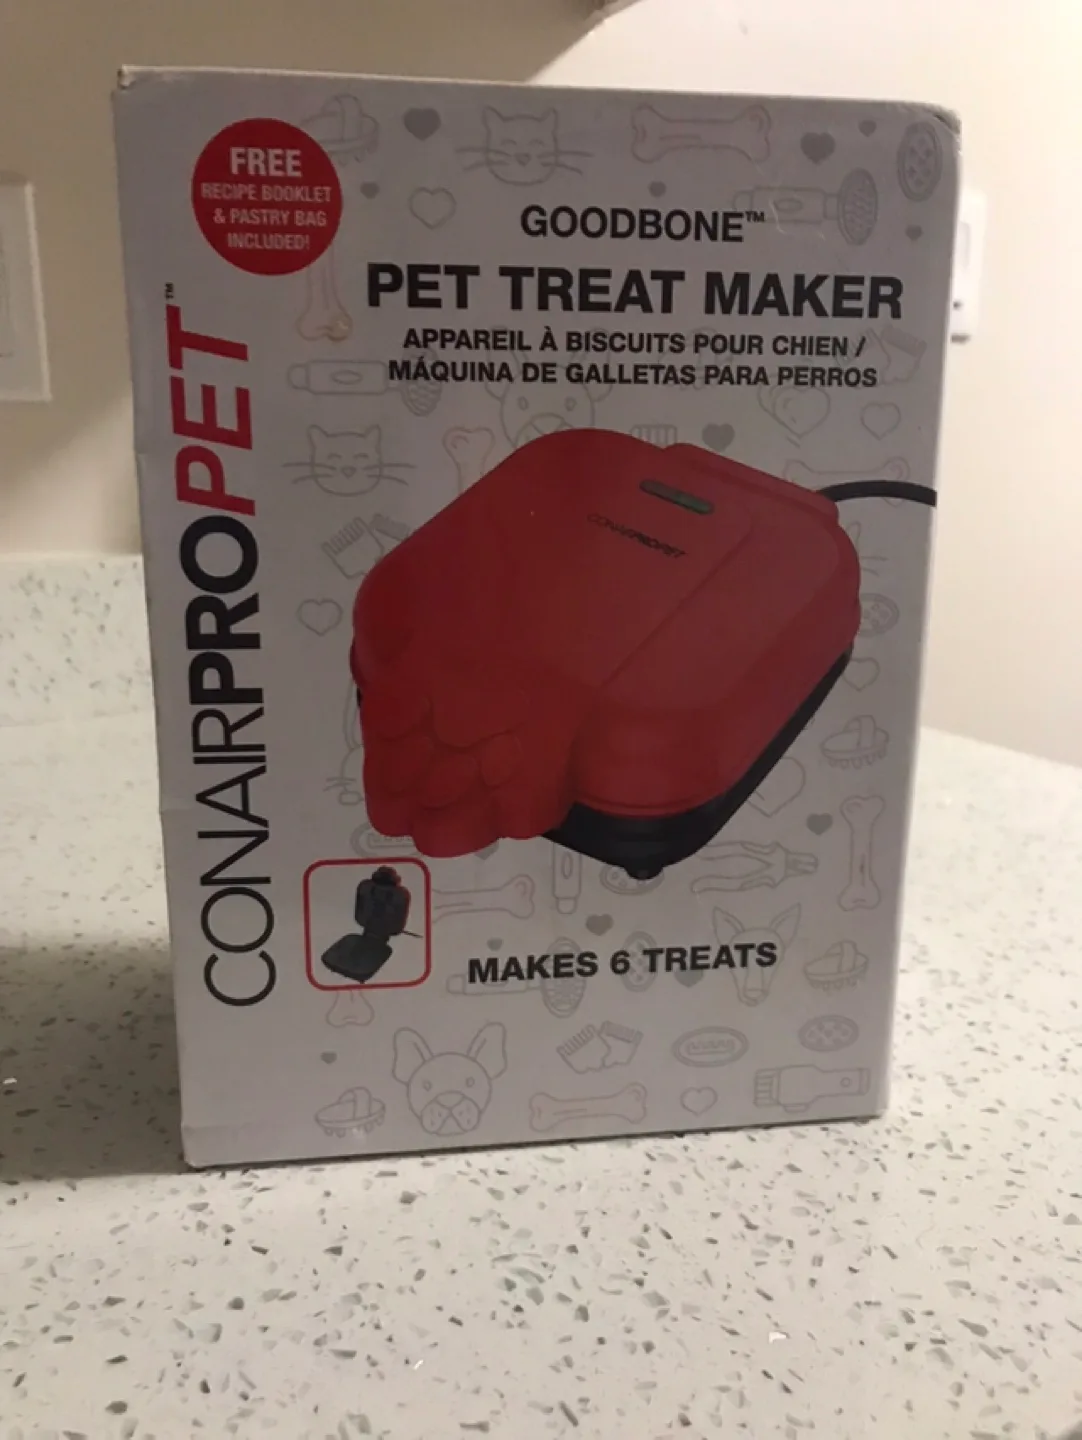 FREE
RECIPE BOOKLET
& PASTRY BAG
INCLUDED!
GOODBONE™
PET TREAT MAKER
APPAREIL À BISCUITS POUR CHIEN /
MÁQUINA DE GALLETAS PARA PERROS
CONAIRPROPET™
CONAIRPROPET
MAKES 6 TREATS